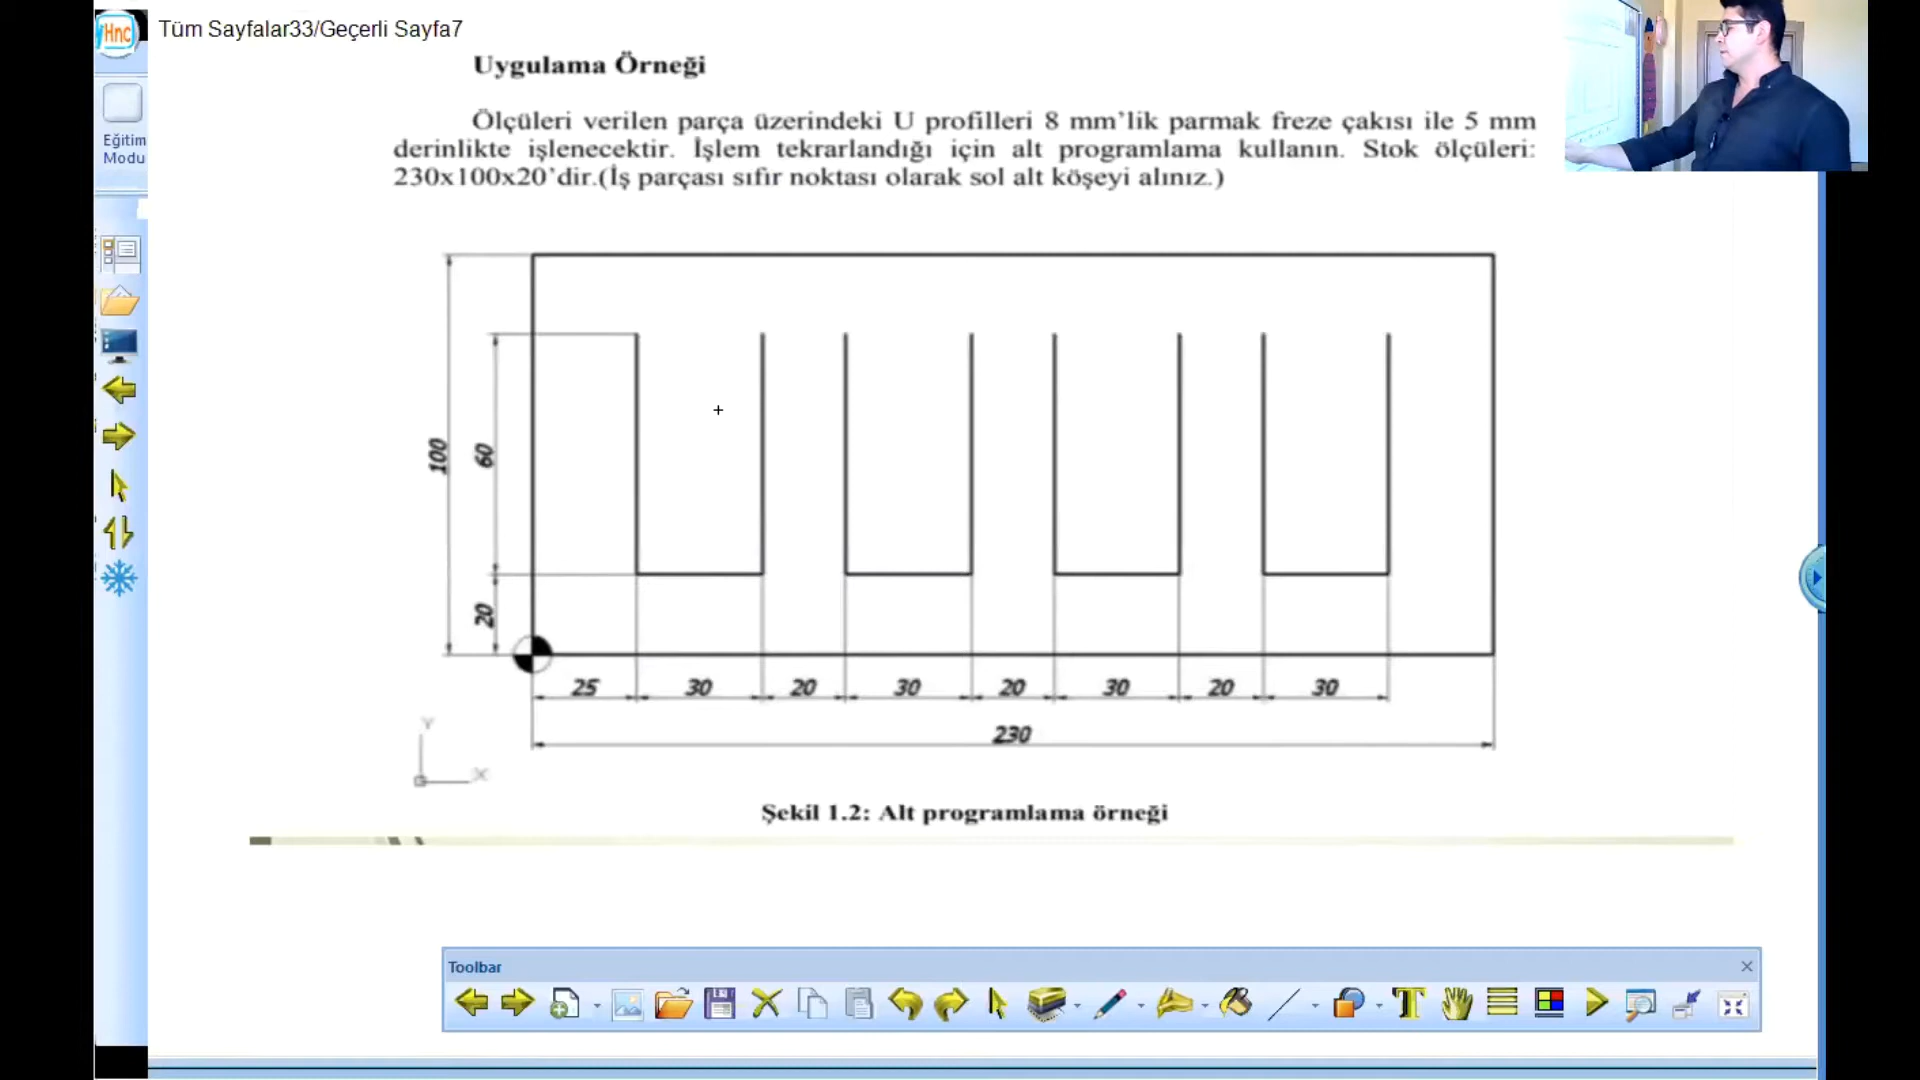 Hnc
Tüm Sayfalar33/Geçerli Sayfa7
Eğitim
Modu
Uygulama Örneği
Ölçüleri verilen parça üzerindeki U profilleri 8 mm'lik parmak freze çakısı ile 5 mm
derinlikte işlenecektir. İşlem tekrarlandığı için alt programlama kullanın. Stok ölçüleri:
230x100x20'dir.(İş parçası sıfır noktası olarak sol alt köşeyi alınız.)
100
60
20
25 30 20 30 20 30 20 30
230
Y
X
Şekil 1.2: Alt programlama örneği
Toolbar